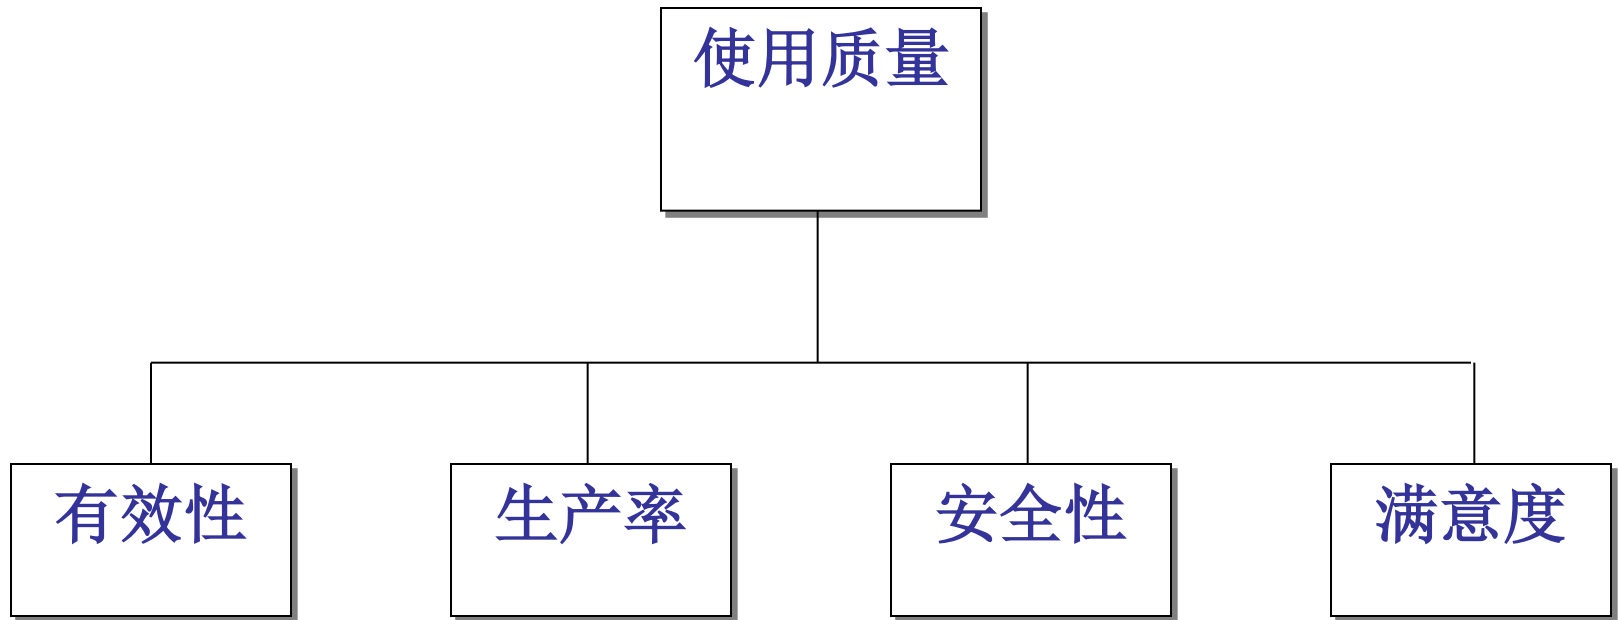 使用质量
有效性
生产率
安全性
满意度